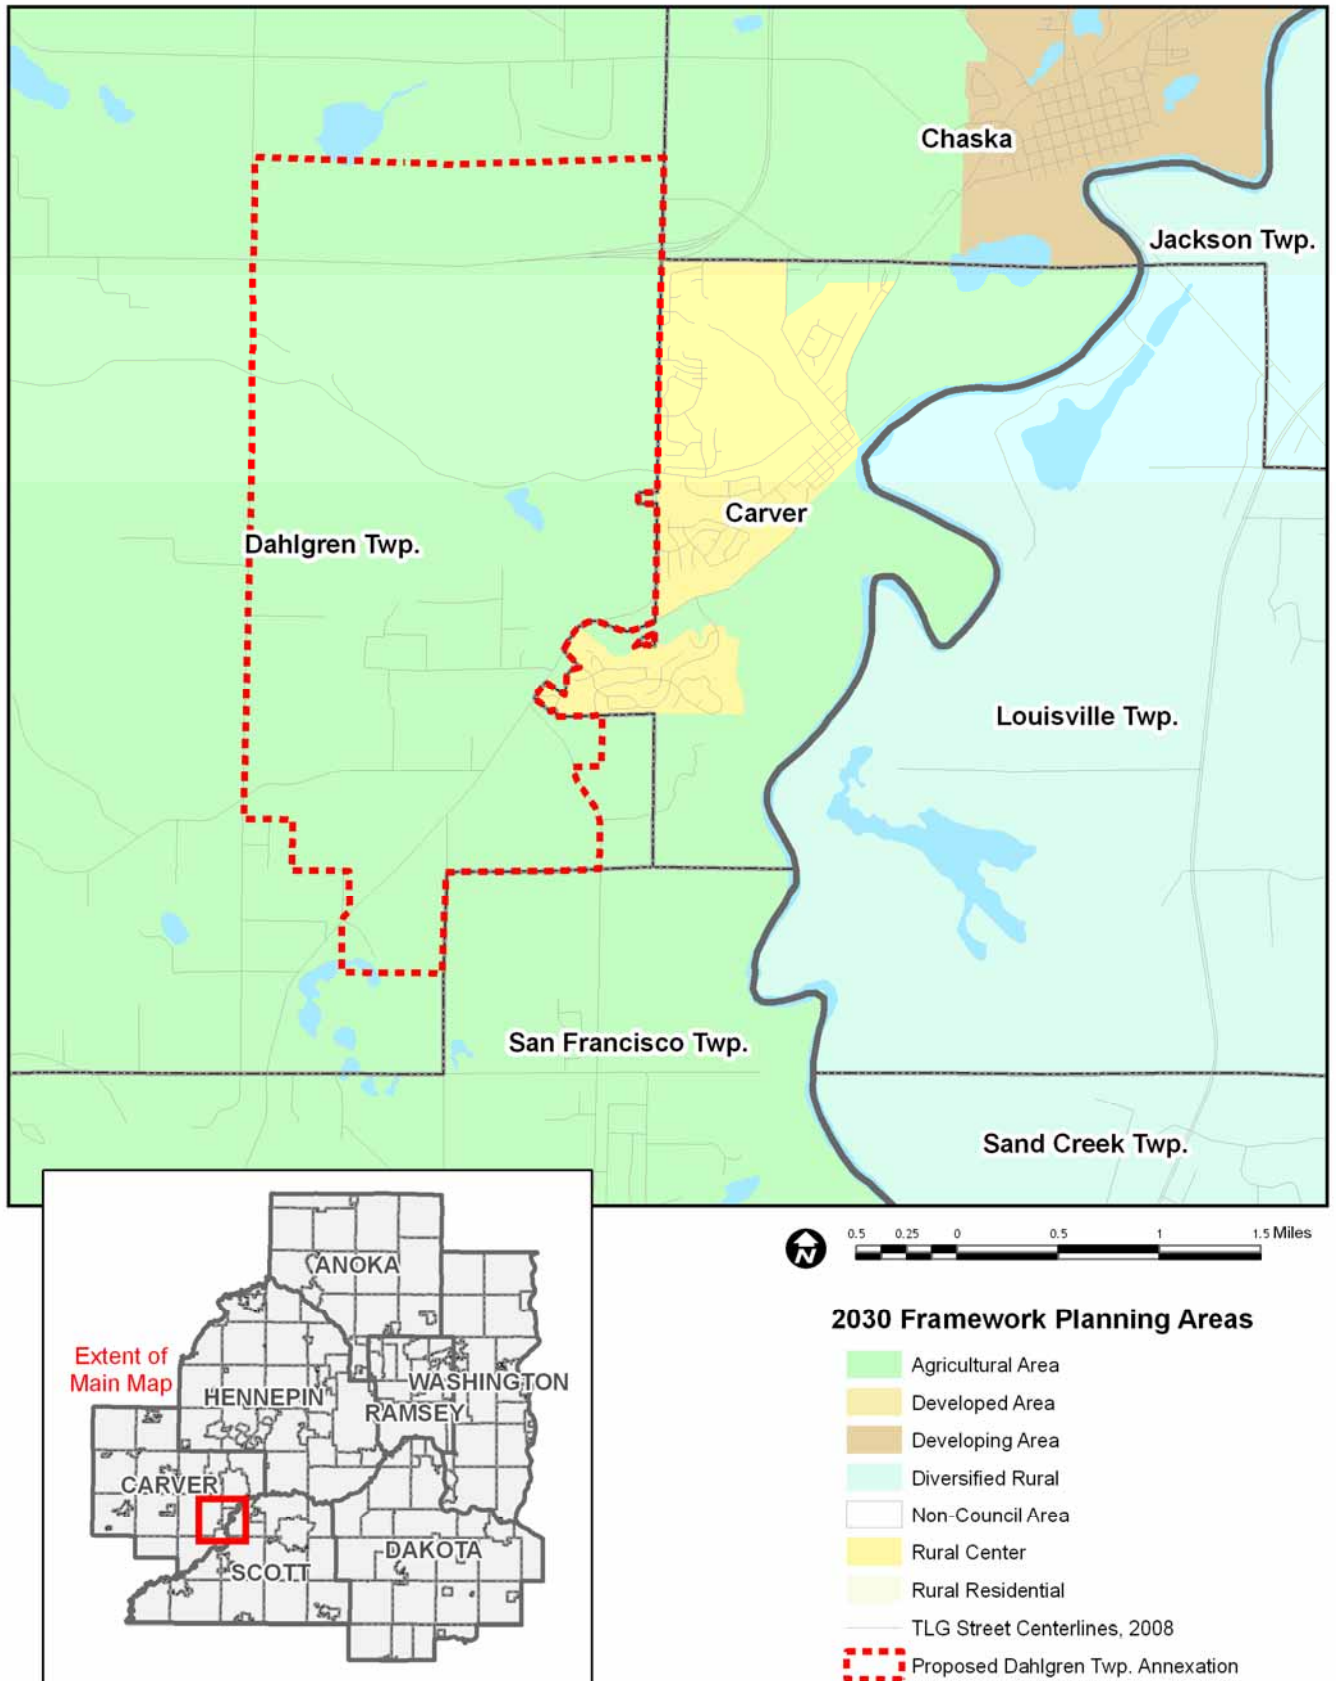 Chaska
Jackson Twp.
Carver
Dahlgren Twp.
Louisville Twp.
San Francisco Twp.
Sand Creek Twp.
Extent of
Main Map
ANOKA
HENNEPIN
WASHINGTON
RAMSEY
CARVER
SCOTT
DAKOTA
N
0.5 0.25 0 0.5 1 1.5 Miles
2030 Framework Planning Areas
Agricultural Area
Developed Area
Developing Area
Diversified Rural
Non-Council Area
Rural Center
Rural Residential
TLG Street Centerlines, 2008
Proposed Dahlgren Twp. Annexation